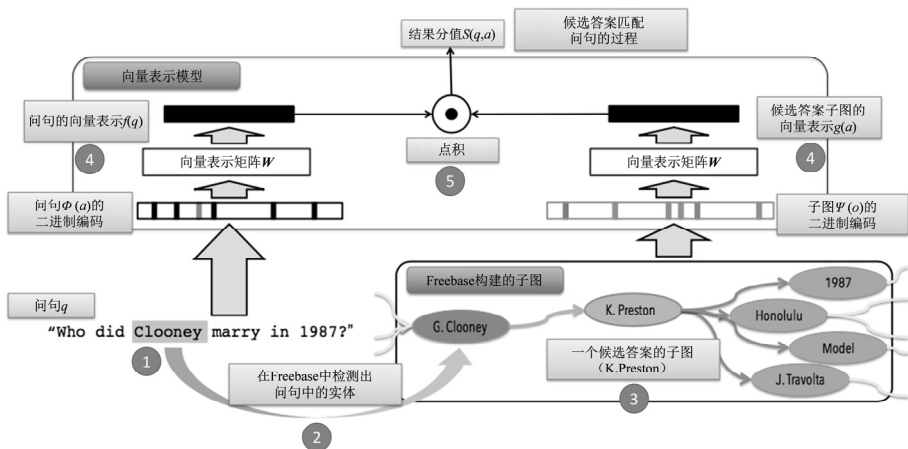 结果分值S(q,a)
候选答案匹配
问句的过程
向量表示模型
问句的向量表示f(q)
4
点积
5
候选答案子图的
向量表示g(a)
4
向量表示矩阵W
向量表示矩阵W
问句Φ(a)的
二进制编码
子图Ψ(o)的
二进制编码
问句q
"Who did Clooney marry in 1987?"
1
在Freebase中检测出
问句中的实体
2
Freebase构建的子图
G. Clooney
K. Preston
1987
Honolulu
Model
J. Travolta
一个候选答案的子图
(K.Preston)
3